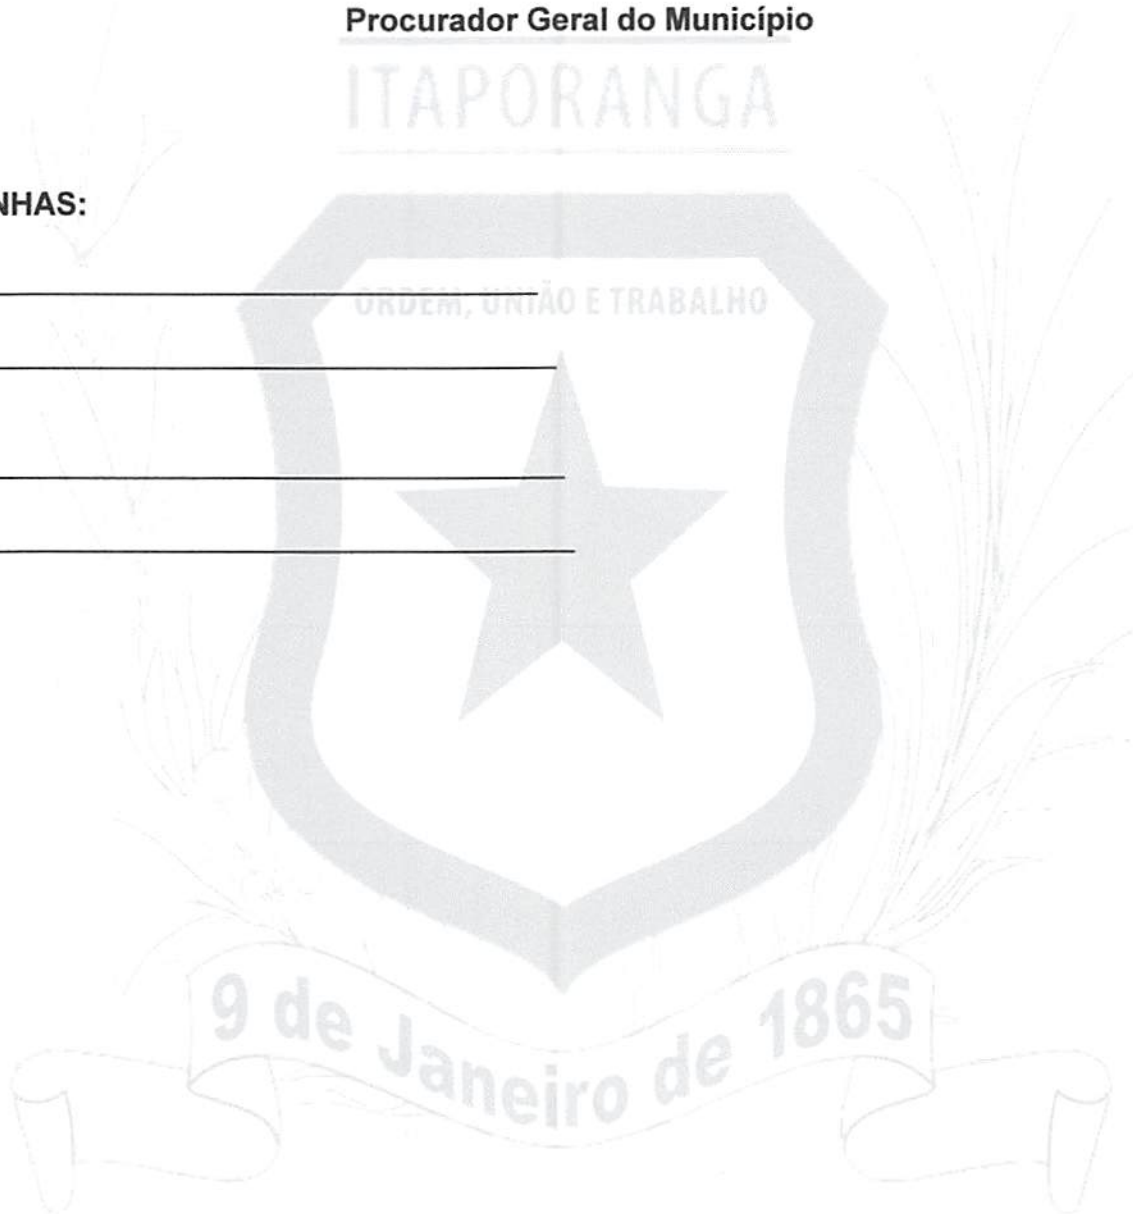 Procurador Geral do Município
ITAPORANGA
NHAS:
ORDEM, UNIÃO E TRABALHO
9 de Janeiro de 1865